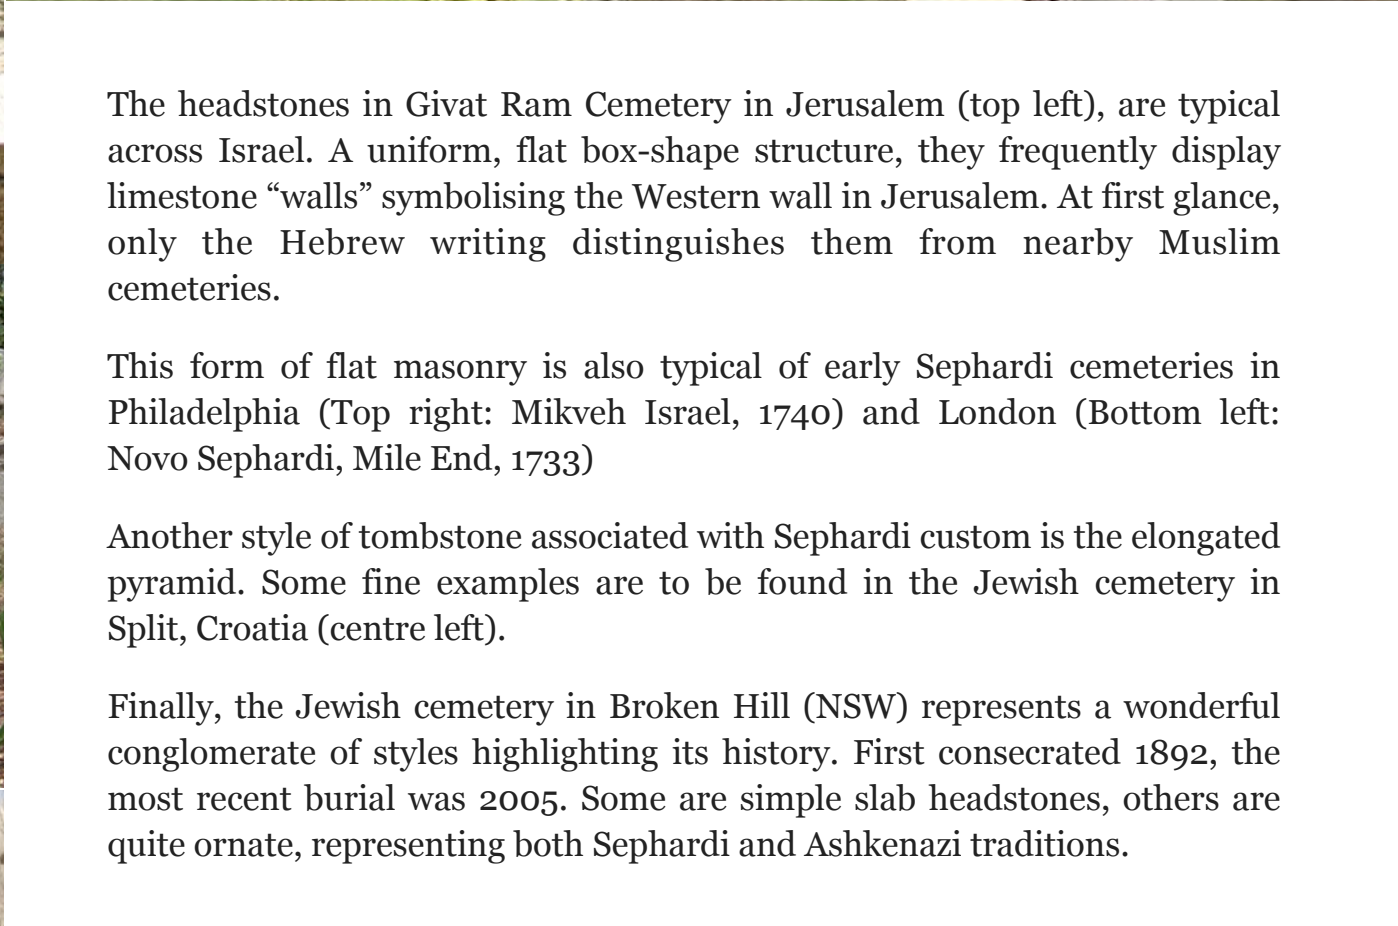 The headstones in Givat Ram Cemetery in Jerusalem (top left), are typical
across Israel. A uniform, flat box-shape structure, they frequently display
limestone “walls” symbolising the Western wall in Jerusalem. At first glance,
only the Hebrew writing distinguishes them from nearby Muslim
cemeteries.
This form of flat masonry is also typical of early Sephardi cemeteries in
Philadelphia (Top right: Mikveh Israel, 1740) and London (Bottom left:
Novo Sephardi, Mile End, 1733)
Another style of tombstone associated with Sephardi custom is the elongated
pyramid. Some fine examples are to be found in the Jewish cemetery in
Split, Croatia (centre left).
Finally, the Jewish cemetery in Broken Hill (NSW) represents a wonderful
conglomerate of styles highlighting its history. First consecrated 1892, the
most recent burial was 2005. Some are simple slab headstones, others are
quite ornate, representing both Sephardi and Ashkenazi traditions.